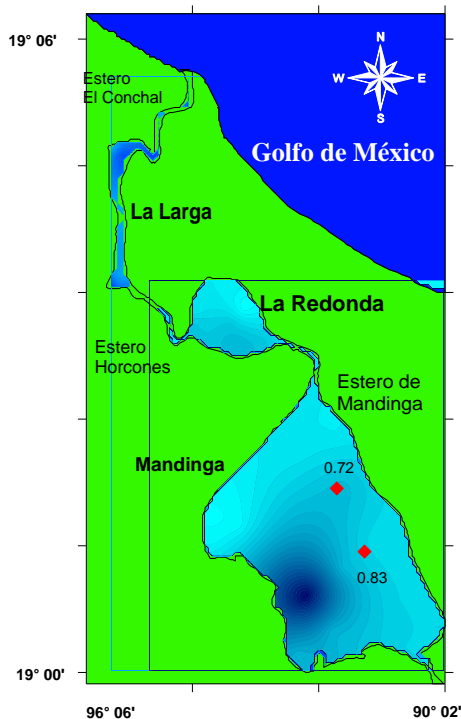 19° 06'
N
W E
S
Estero
El Conchal
Golfo de México
La Larga
La Redonda
Estero
Horcones
Estero de
Mandinga
Mandinga
0.72
0.83
19° 00'
96° 06' 90° 02'